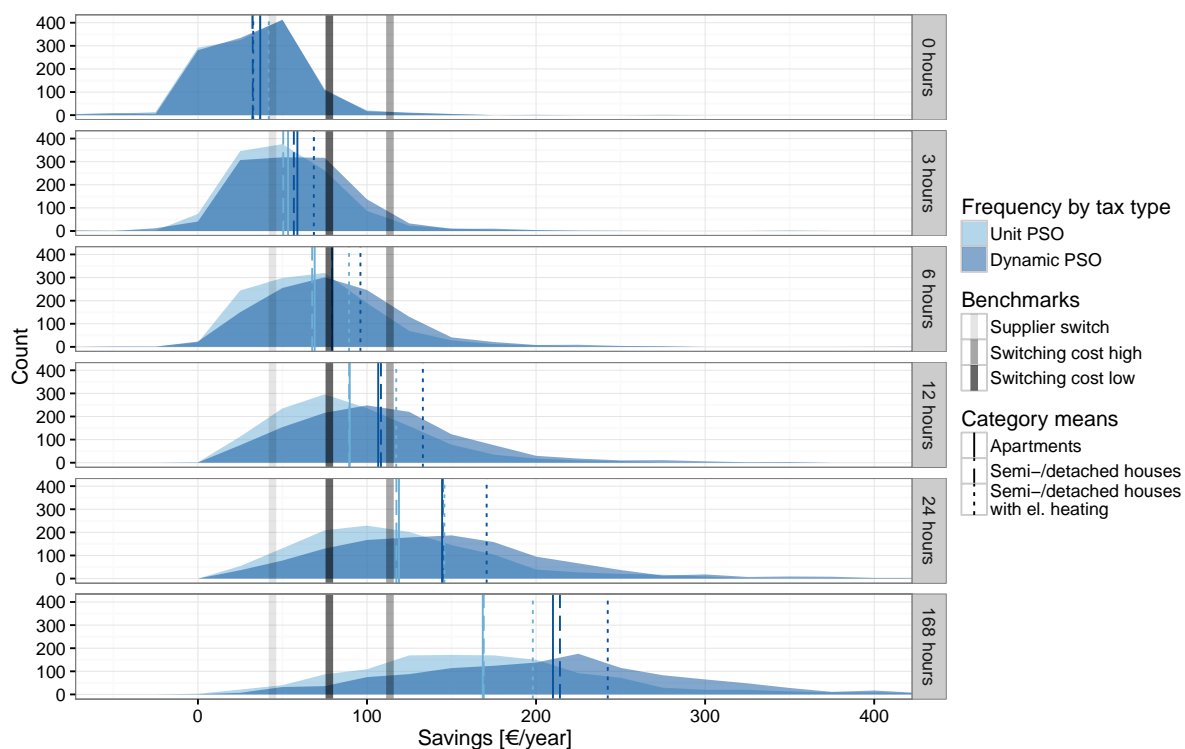 400
300
200
100
0
0 hours
400
300
200
100
0
3 hours
400
300
200
100
0
6 hours
400
300
200
100
0
12 hours
400
300
200
100
0
24 hours
400
300
200
100
0
168 hours
Count
0 100 200 300 400
Savings [€/year]
Frequency by tax type
Unit PSO
Dynamic PSO
Benchmarks
Supplier switch
Switching cost high
Switching cost low
Category means
Apartments
Semi−/detached houses
Semi−/detached houses
with el. heating